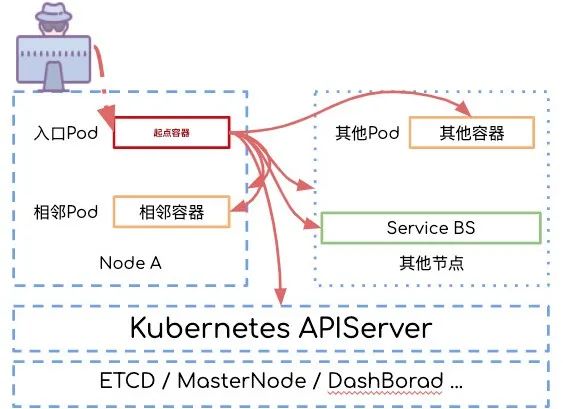 入口Pod
起点容器
其他Pod
其他容器
相邻Pod
相邻容器
Service BS
Node A
其他节点
Kubernetes APIServer
ETCD / MasterNode / DashBorad ...